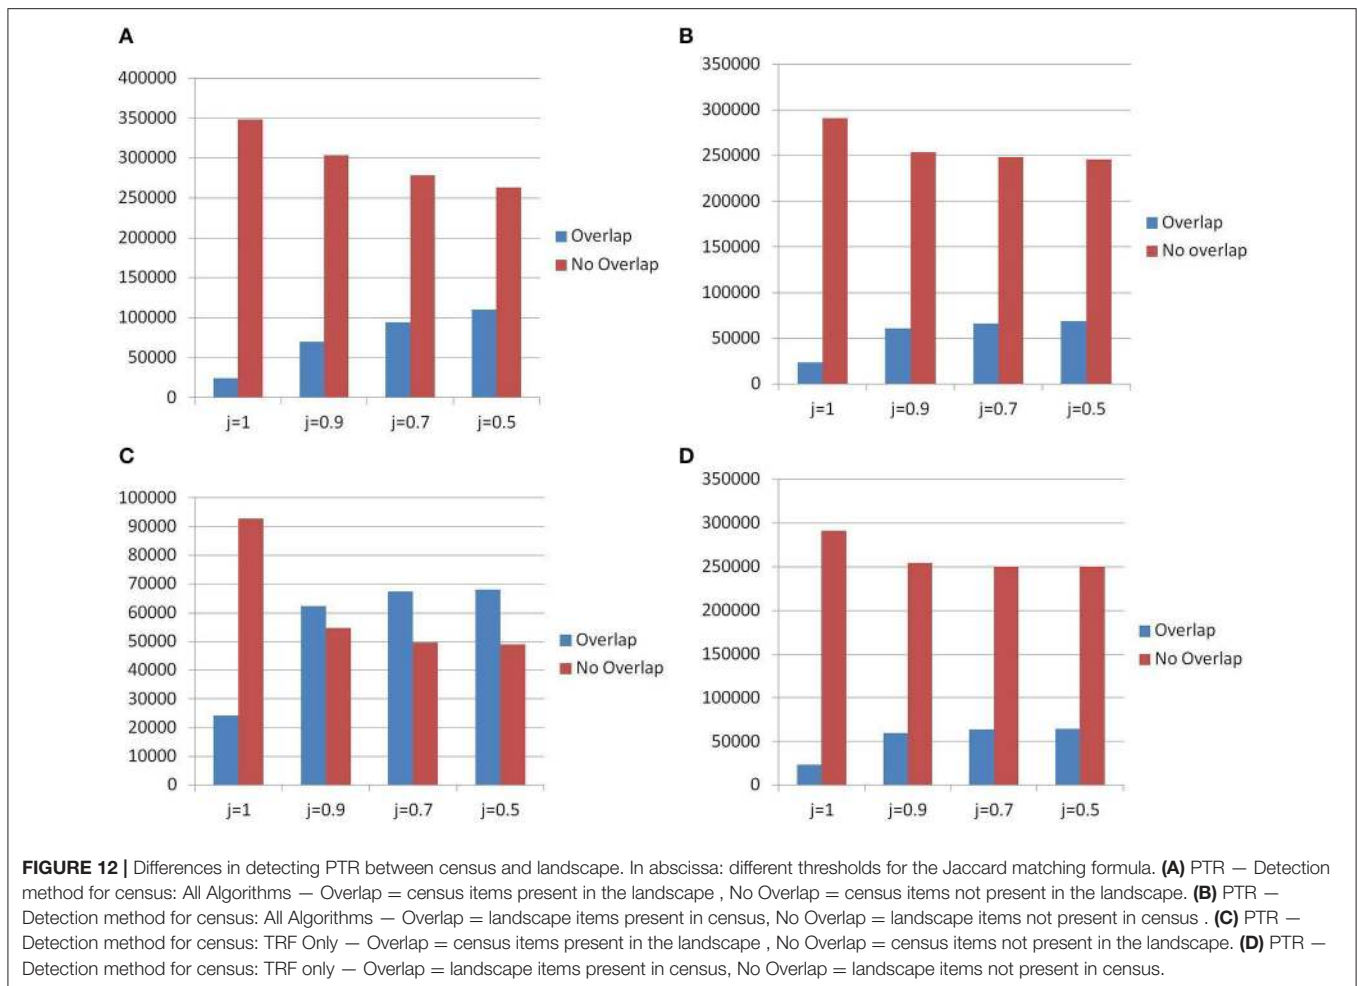 A
400000
350000
300000
250000
200000
150000
100000
50000
0
j=1 j=0.9 j=0.7 j=0.5
Overlap
No Overlap
B
350000
300000
250000
200000
150000
100000
50000
0
j=1 j=0.9 j=0.7 j=0.5
Overlap
No overlap
C
100000
90000
80000
70000
60000
50000
40000
30000
20000
10000
0
j=1 j=0.9 j=0.7 j=0.5
Overlap
No Overlap
D
350000
300000
250000
200000
150000
100000
50000
0
j=1 j=0.9 j=0.7 j=0.5
Overlap
No Overlap
FIGURE 12 | Differences in detecting PTR between census and landscape. In abscissa: different thresholds for the Jaccard matching formula. (A) PTR — Detection
method for census: All Algorithms — Overlap = census items present in the landscape , No Overlap = census items not present in the landscape. (B) PTR —
Detection method for census: All Algorithms — Overlap = landscape items present in census, No Overlap = landscape items not present in census . (C) PTR —
Detection method for census: TRF Only — Overlap = census items present in the landscape , No Overlap = census items not present in the landscape. (D) PTR —
Detection method for census: TRF only — Overlap = landscape items present in census, No Overlap = landscape items not present in census.